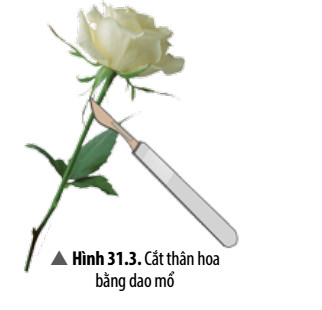 ▲ Hình 31.3. Cắt thân hoa
bằng dao mổ